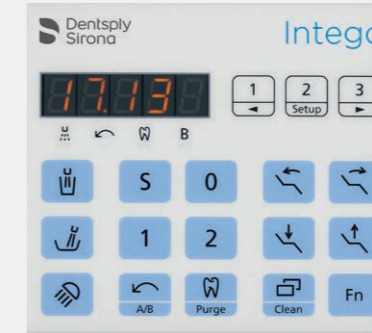 Dentsply
Sirona
Intego
17.13
1 2 3
Setup
B
S 0
1 2
A/B Purge Clean Fn